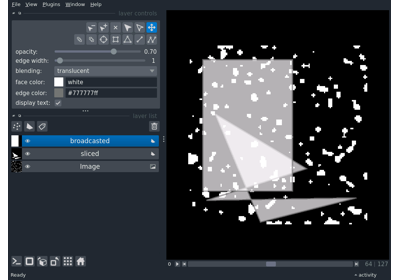 File View Plugins Window Help
layer controls
opacity: 0.70
edge width: 1
blending: translucent
face color: white
edge color: #777777ff
display text:
layer list
broadcasted
sliced
Image
64 127
Ready activity